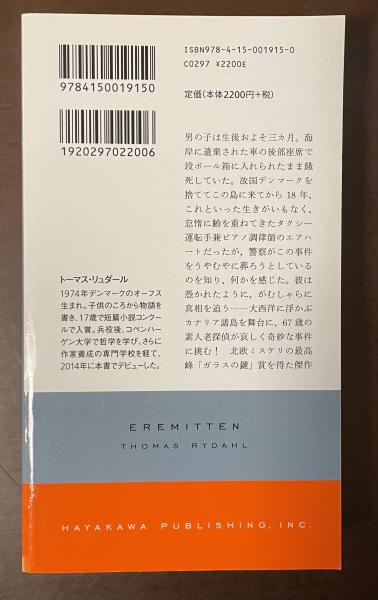 ISBN978-4-15-001915-0
C0297 ¥2200E
定価(本体2200円+税)
9784150019150
1920297022006
男の子は生後およそ三カ月。海
岸に遺棄された車の後部座席で
段ボール箱に入れられたまま餓
死していた。故国デンマークを
捨ててこの島に来てから18年、
これといった生きがいもなく、
怠惰に齢を重ねてきたタクシー
運転手兼ピアノ調律師のエアハ
ートだったが、警察がこの事件
をうやむやに葬ろうとしている
のを知り、何かを感じた。彼は
憑かれたように、がむしゃらに
真相を追う……大西洋に浮かぶ
カナリア諸島を舞台に、67歳の
素人老探偵が哀しく奇妙な事件
に挑む! 北欧ミステリの最高
峰「ガラスの鍵」賞を得た傑作
トーマス・リュダール
1974年デンマークのオーフス
生まれ。子供のころから物語を
書き、17歳で短篇小説コンクー
ルで入賞。兵役後、コペンハー
ゲン大学で哲学を学び、さらに
作家養成の専門学校を経て、
2014年に本書でデビューした。
EREMITTEN
THOMAS RYDAHL
HAYAKAWA PUBLISHING, INC.